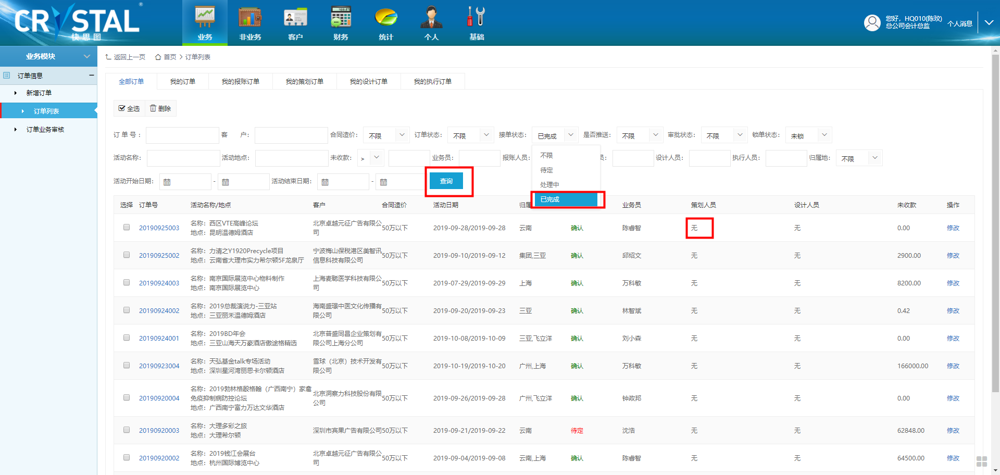 CRYSTAL ®
快思图
业务
非业务
客户
财务
统计
个人
基础
您好，HQ010(陈玟)
总公司会计总监
个人消息
业务模块
订单信息
新增订单
订单列表
订单业务审核
返回上一页 首页 订单列表
全部订单 我的订单 我的报账订单 我的策划订单 我的设计订单 我的执行订单
全选 删除
订 单 号： 客 户： 合同造价： 不限 订单状态： 不限 接单状态： 已完成 是否推送： 不限 审批状态： 不限 锁单状态： 未锁
活动名称： 活动地点： 未收款： > 业务员： 报账人员： 员： 设计人员： 执行人员： 归属地： 不限
活动开始日期： - 活动结束日期： - 查询
不限
待定
处理中
已完成
选择 订单号 活动名称/地点 客户 合同造价 活动日期 归属 业务员 策划人员 设计人员 未收款 操作
20190925003 名称：西区VTE高峰论坛
地点：昆明温德姆酒店
北京卓越元征广告有限公
司
50万以下 2019-09-28/2019-09-28 云南 确认 陈睿智 无 无 0.00 修改
20190925002 名称：力清之Y1920Precycle项目
地点：云南省大理市实力希尔顿5F龙泉厅
宁波梅山保税港区美智讯
信息科技有限公司
50万以下 2019-09-10/2019-09-12 集团,三亚 确认 邱绍文 无 无 2900.00 修改
20190924003 名称：南京国际展览中心物料制作
地点：南京国际展览中心
上海麦聪医学科技有限公
司
50万以下 2019-07-29/2019-09-29 上海 确认 万科敏 无 无 8200.00 修改
20190924002 名称：2019总裁演说力-三亚站
地点：三亚丽禾温德姆酒店
海南盛璟中医文化传播有
限公司
50万以下 2019-09-20/2019-09-23 三亚 确认 林智斌 无 无 0.42 修改
20190924001 名称：2019BD年会
地点：三亚山海天万豪酒店傲途格精选
北京普盛同昌企业策划有
限公司上海分公司
50万以下 2019-10-08/2019-10-09 三亚,飞立洋 确认 刘小森 无 无 0.00 修改
20190923004 名称：天弘基金talk专场活动
地点：深圳星河湾丽思卡尔顿酒店
雪球（北京）技术开发有
限公司
50万以下 2019-10-19/2019-10-20 广州,上海 确认 万科敏 无 无 166000.00 修改
20190920004 名称：2019勃林格殷格翰（广西南宁）家禽
免疫抑制病防控论坛
地点：广西南宁富力万达文华酒店
北京洞察力科技股份有限
公司
50万以下 2019-09-26/2019-09-28 广州,飞立洋 确认 钟政邦 无 无 0.00 修改
20190920003 名称：大理多彩之旅
地点：大理希尔顿
深圳市宾果广告有限公司 50万以下 2019-09-21/2019-09-22 云南 待定 沈浩 无 无 62848.00 修改
20190920002 名称：2019钱江会展台
地点：杭州国际博览中心
北京卓越元征广告有限公
司
50万以下 2019-09-04/2019-09-08 云南,上海 确认 陈睿智 无 无 64500.00 修改